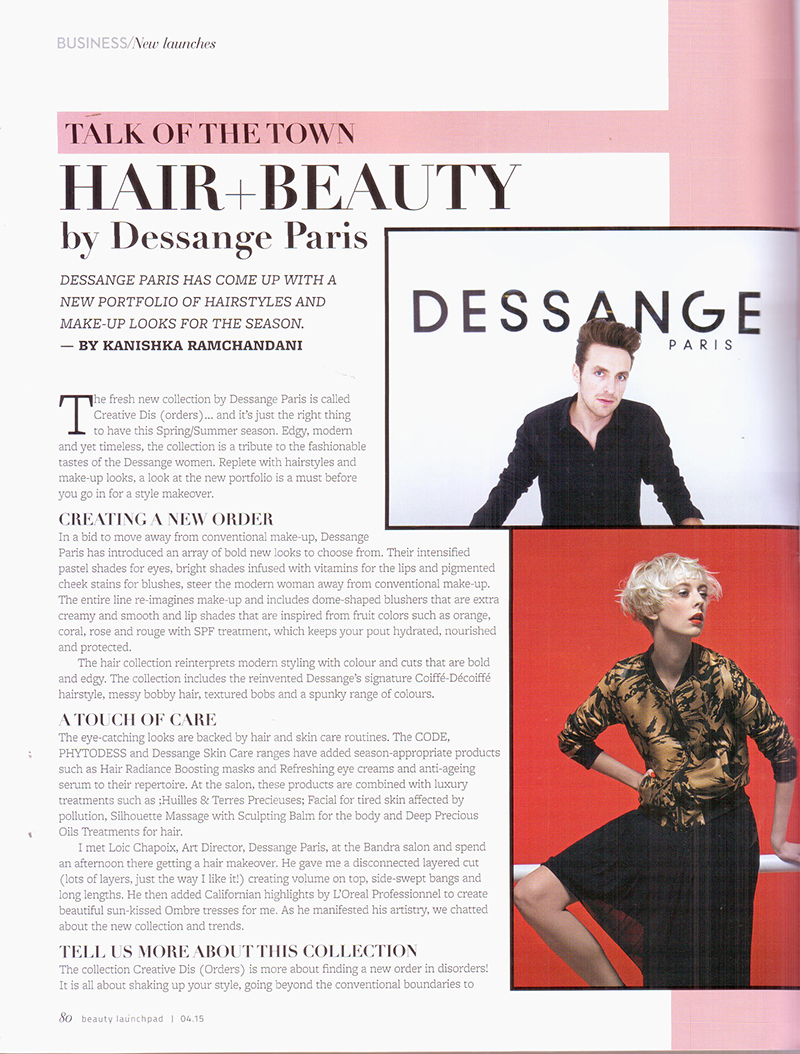 BUSINESS/New launches
TALK OF THE TOWN
HAIR+BEAUTY
by Dessange Paris
DESSANGE PARIS HAS COME UP WITH A
NEW PORTFOLIO OF HAIRSTYLES AND
MAKE-UP LOOKS FOR THE SEASON.
— BY KANISHKA RAMCHANDANI
DESSANGE
PARIS
The fresh new collection by Dessange Paris is called
Creative Dis (orders)... and it's just the right thing
to have this Spring/Summer season. Edgy, modern
and yet timeless, the collection is a tribute to the fashionable
tastes of the Dessange women. Replete with hairstyles and
make-up looks, a look at the new portfolio is a must before
you go in for a style makeover.
CREATING A NEW ORDER
In a bid to move away from conventional make-up, Dessange
Paris has introduced an array of bold new looks to choose from. Their intensified
pastel shades for eyes, bright shades infused with vitamins for the lips and pigmented
cheek stains for blushes, steer the modern woman away from conventional make-up.
The entire line re-imagines make-up and includes dome-shaped blushers that are extra
creamy and smooth and lip shades that are inspired from fruit colors such as orange,
coral, rose and rouge with SPF treatment, which keeps your pout hydrated, nourished
and protected.
The hair collection reinterprets modern styling with colour and cuts that are bold
and edgy. The collection includes the reinvented Dessange's signature Coiffé-Décoiffé
hairstyle, messy bobby hair, textured bobs and a spunky range of colours.
A TOUCH OF CARE
The eye-catching looks are backed by hair and skin care routines. The CODE,
PHYTODESS and Dessange Skin Care ranges have added season-appropriate products
such as Hair Radiance Boosting masks and Refreshing eye creams and anti-ageing
serum to their repertoire. At the salon, these products are combined with luxury
treatments such as ;Huilles & Terres Precieuses; Facial for tired skin affected by
pollution, Silhouette Massage with Sculpting Balm for the body and Deep Precious
Oils Treatments for hair.
I met Loic Chapoix, Art Director, Dessange Paris, at the Bandra salon and spend
an afternoon there getting a hair makeover. He gave me a disconnected layered cut
(lots of layers, just the way I like it!) creating volume on top, side-swept bangs and
long lengths. He then added Californian highlights by L'Oreal Professionnel to create
beautiful sun-kissed Ombre tresses for me. As he manifested his artistry, we chatted
about the new collection and trends.
TELL US MORE ABOUT THIS COLLECTION
The collection Creative Dis (Orders) is more about finding a new order in disorders!
It is all about shaking up your style, going beyond the conventional boundaries to
80 beauty launchpad | 04.15